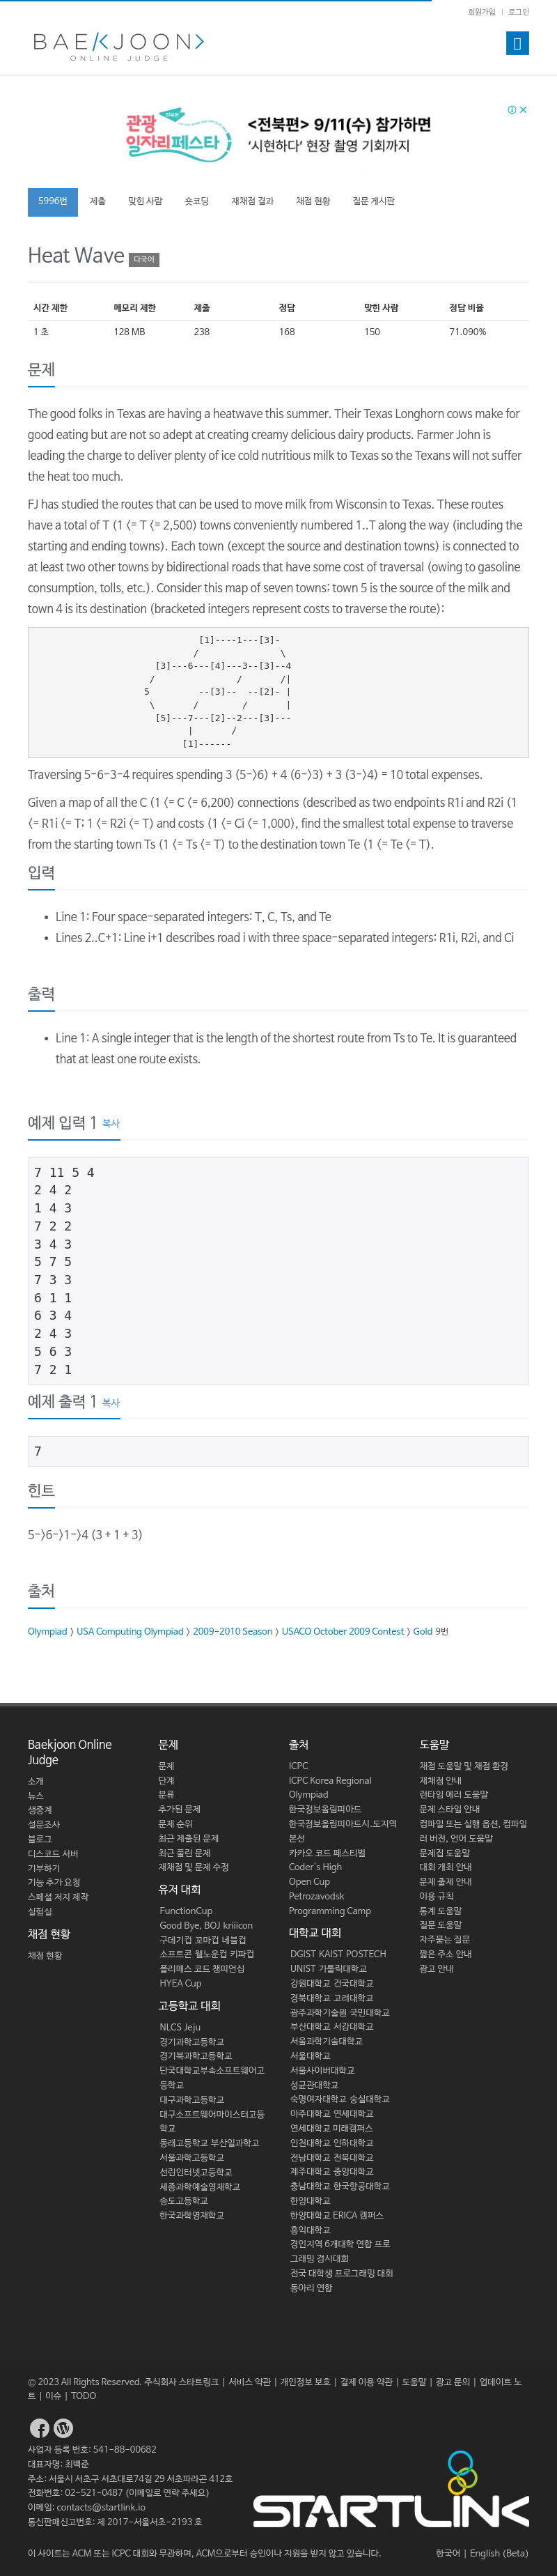 회원가입 | 로그인
BAEKJOON>
ONLINE JUDGE
<전북편> 9/11(수) 참가하면
관광
일자리페스타
'시현하다' 현장 촬영 기회까지
5996번 제출 맞힌 사람 숏코딩 재채점 결과 채점 현황 질문 게시판
Heat Wave 다국어
시간 제한 메모리 제한 제출 정답 맞힌 사람 정답 비율
1 초 128 MB 238 168 150 71.090%
문제
The good folks in Texas are having a heatwave this summer. Their Texas Longhorn cows make for
good eating but are not so adept at creating creamy delicious dairy products. Farmer John is
leading the charge to deliver plenty of ice cold nutritious milk to Texas so the Texans will not suffer
the heat too much.
FJ has studied the routes that can be used to move milk from Wisconsin to Texas. These routes
have a total of T (1 <= T <= 2,500) towns conveniently numbered 1..T along the way (including the
starting and ending towns). Each town (except the source and destination towns) is connected to
at least two other towns by bidirectional roads that have some cost of traversal (owing to gasoline
consumption, tolls, etc.). Consider this map of seven towns; town 5 is the source of the milk and
town 4 is its destination (bracketed integers represent costs to traverse the route):
                              [1]----1---[3]-
                             /               \
                      [3]---6---[4]---3--[3]--4
                     /               /       /|
                    5         --[3]--  --[2]- |
                     \       /        /       |
                      [5]---7---[2]--2---[3]---
                            |       /
                           [1]------
Traversing 5-6-3-4 requires spending 3 (5->6) + 4 (6->3) + 3 (3->4) = 10 total expenses.
Given a map of all the C (1 <= C <= 6,200) connections (described as two endpoints R1i and R2i (1
<= R1i <= T; 1 <= R2i <= T) and costs (1 <= Ci <= 1,000), find the smallest total expense to traverse
from the starting town Ts (1 <= Ts <= T) to the destination town Te (1 <= Te <= T).
입력
• Line 1: Four space-separated integers: T, C, Ts, and Te
• Lines 2..C+1: Line i+1 describes road i with three space-separated integers: R1i, R2i, and Ci
출력
• Line 1: A single integer that is the length of the shortest route from Ts to Te. It is guaranteed
that at least one route exists.
예제 입력 1 복사
7 11 5 4
2 4 2
1 4 3
7 2 2
3 4 3
5 7 5
7 3 3
6 1 1
6 3 4
2 4 3
5 6 3
7 2 1
예제 출력 1 복사
7
힌트
5->6->1->4 (3 + 1 + 3)
출처
Olympiad > USA Computing Olympiad > 2009-2010 Season > USACO October 2009 Contest > Gold 9번
Baekjoon Online
Judge
소개
뉴스
생중계
설문조사
블로그
디스코드 서버
기부하기
기능 추가 요청
스페셜 저지 제작
실험실
채점 현황
채점 현황
문제
문제
단계
분류
추가된 문제
문제 순위
최근 제출된 문제
최근 풀린 문제
재채점 및 문제 수정
유저 대회
FunctionCup
Good Bye, BOJ kriiicon
구데기컵 꼬마컵 네블컵
소프트콘 웰노운컵 키파컵
폴리매스 코드 챔피언십
HYEA Cup
고등학교 대회
NLCS Jeju
경기과학고등학교
경기북과학고등학교
단국대학교부속소프트웨어고
등학교
대구과학고등학교
대구소프트웨어마이스터고등
학교
동래고등학교 부산일과학고
서울과학고등학교
선린인터넷고등학교
세종과학예술영재학교
송도고등학교
한국과학영재학교
출처
ICPC
ICPC Korea Regional
Olympiad
한국정보올림피아드
한국정보올림피아드시.도지역
본선
카카오 코드 페스티벌
Coder's High
Open Cup
Petrozavodsk
Programming Camp
대학교 대회
DGIST KAIST POSTECH
UNIST 가톨릭대학교
강원대학교 건국대학교
경북대학교 고려대학교
광주과학기술원 국민대학교
부산대학교 서강대학교
서울과학기술대학교
서울대학교
서울사이버대학교
성균관대학교
숙명여자대학교 숭실대학교
아주대학교 연세대학교
연세대학교 미래캠퍼스
인천대학교 인하대학교
전남대학교 전북대학교
제주대학교 중앙대학교
충남대학교 한국항공대학교
한양대학교
한양대학교 ERICA 캠퍼스
홍익대학교
경인지역 6개대학 연합 프로
그래밍 경시대회
전국 대학생 프로그래밍 대회
동아리 연합
도움말
채점 도움말 및 채점 환경
재채점 안내
런타임 에러 도움말
문제 스타일 안내
컴파일 또는 실행 옵션, 컴파일
러 버전, 언어 도움말
문제집 도움말
대회 개최 안내
문제 출제 안내
이용 규칙
통계 도움말
질문 도움말
자주묻는 질문
짧은 주소 안내
광고 안내
© 2023 All Rights Reserved. 주식회사 스타트링크 | 서비스 약관 | 개인정보 보호 | 결제 이용 약관 | 도움말 | 광고 문의 | 업데이트 노
트 | 이슈 | TODO
사업자 등록 번호: 541-88-00682
대표자명: 최백준
주소: 서울시 서초구 서초대로74길 29 서초파라곤 412호
전화번호: 02-521-0487 (이메일로 연락 주세요)
이메일: contacts@startlink.io
통신판매신고번호: 제 2017-서울서초-2193 호
STARTLINK
이 사이트는 ACM 또는 ICPC 대회와 무관하며, ACM으로부터 승인이나 지원을 받지 않고 있습니다.
한국어 | English (Beta)